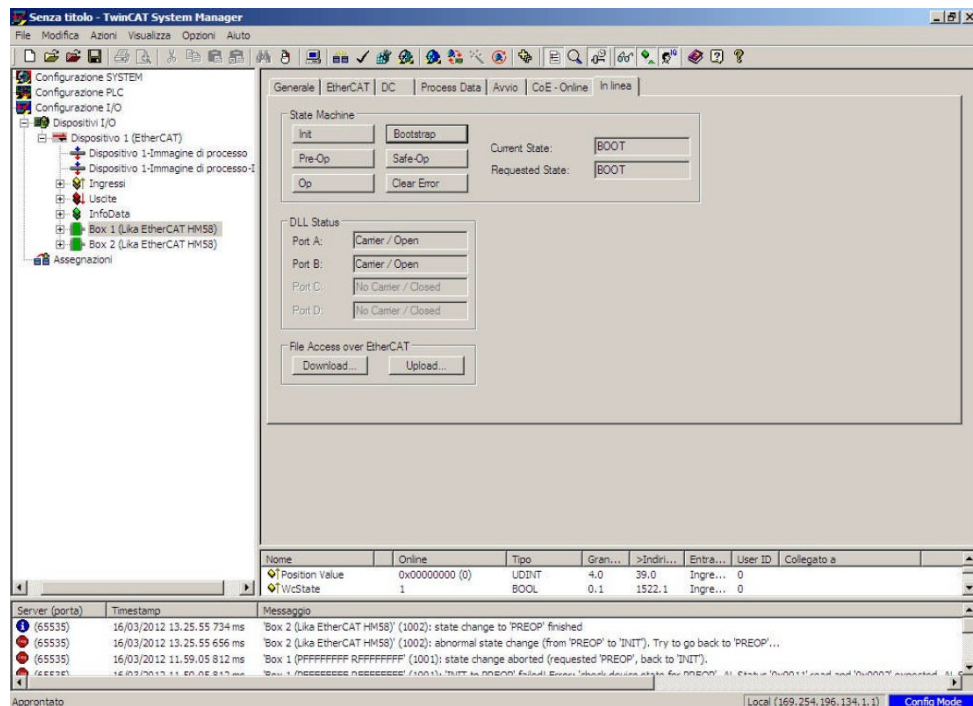 Senza titolo - TwinCAT System Manager
File Modifica Azioni Visualizza Opzioni Aiuto
Configurazione SYSTEM
Configurazione PLC
Configurazione I/O
Dispositivi I/O
Dispositivo 1 (EtherCAT)
Dispositivo 1-Immagine di processo
Dispositivo 1-Immagine di processo-I
Ingressi
Uscite
InfoData
Box 1 (Lika EtherCAT HM58)
Box 2 (Lika EtherCAT HM58)
Assegnazioni
Generale EtherCAT DC Process Data Avvio CoE - Online In linea
State Machine
Init Bootstrap
Pre-Op Safe-Op
Op Clear Error
Current State: BOOT
Requested State: BOOT
DLL Status
Port A: Carrier / Open
Port B: Carrier / Open
Port C: No Carrier / Closed
Port D: No Carrier / Closed
File Access over EtherCAT
Download... Upload...
Nome Online Tipo Gran... >Indiri... Entra... User ID Collegato a
Position Value 0x00000000 (0) UDINT 4.0 39.0 Ingre... 0
WcState 1 BOOL 0.1 1522.1 Ingre... 0
Server (porta) Timestamp Messaggio
(65535) 16/03/2012 13.25.55 734 ms 'Box 2 (Lika EtherCAT HM58)' (1002): state change to 'PREOP' finished
(65535) 16/03/2012 13.25.55 656 ms 'Box 2 (Lika EtherCAT HM58)' (1002): abnormal state change (from 'PREOP' to 'INIT'). Try to go back to 'PREOP'...
(65535) 16/03/2012 11.59.05 812 ms 'Box 1 (PFFFFFFFF RFFFFFFFF)' (1001): state change aborted (requested 'PREOP', back to 'INIT').
Approntato Local (169.254.196.134.1.1) Config Mode